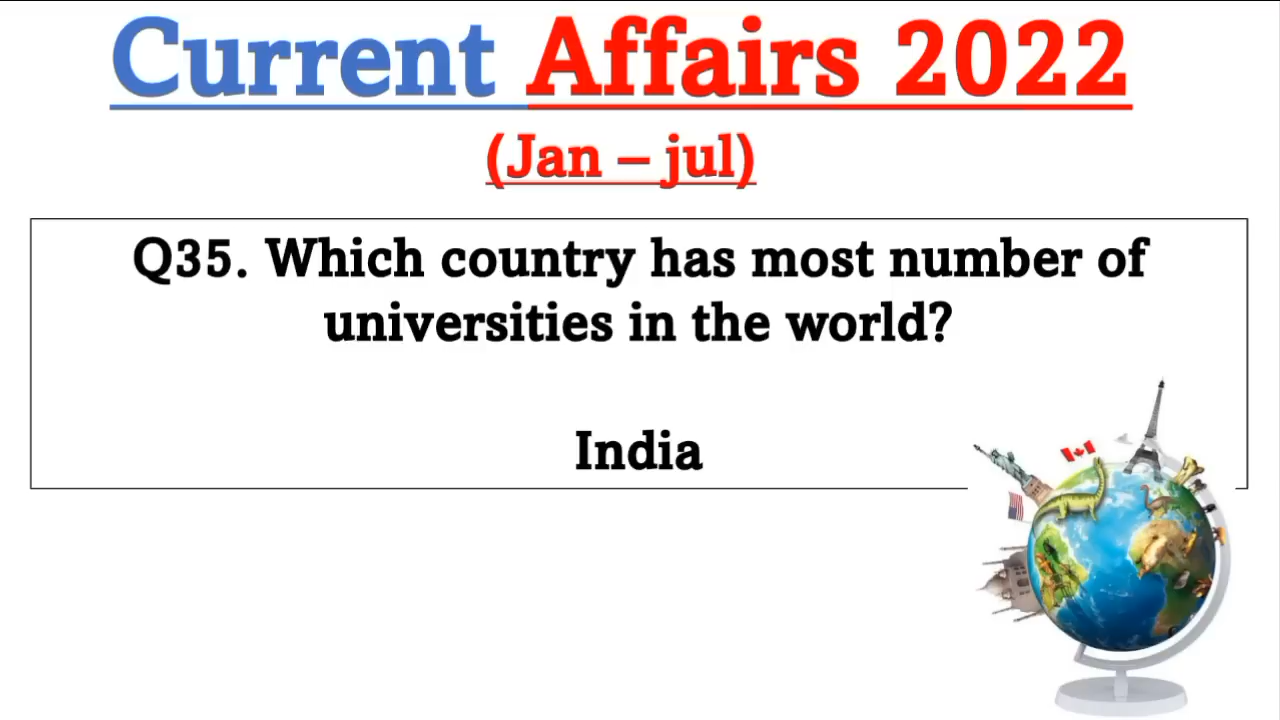 Current Affairs 2022
(Jan – jul)
Q35. Which country has most number of
universities in the world?
India